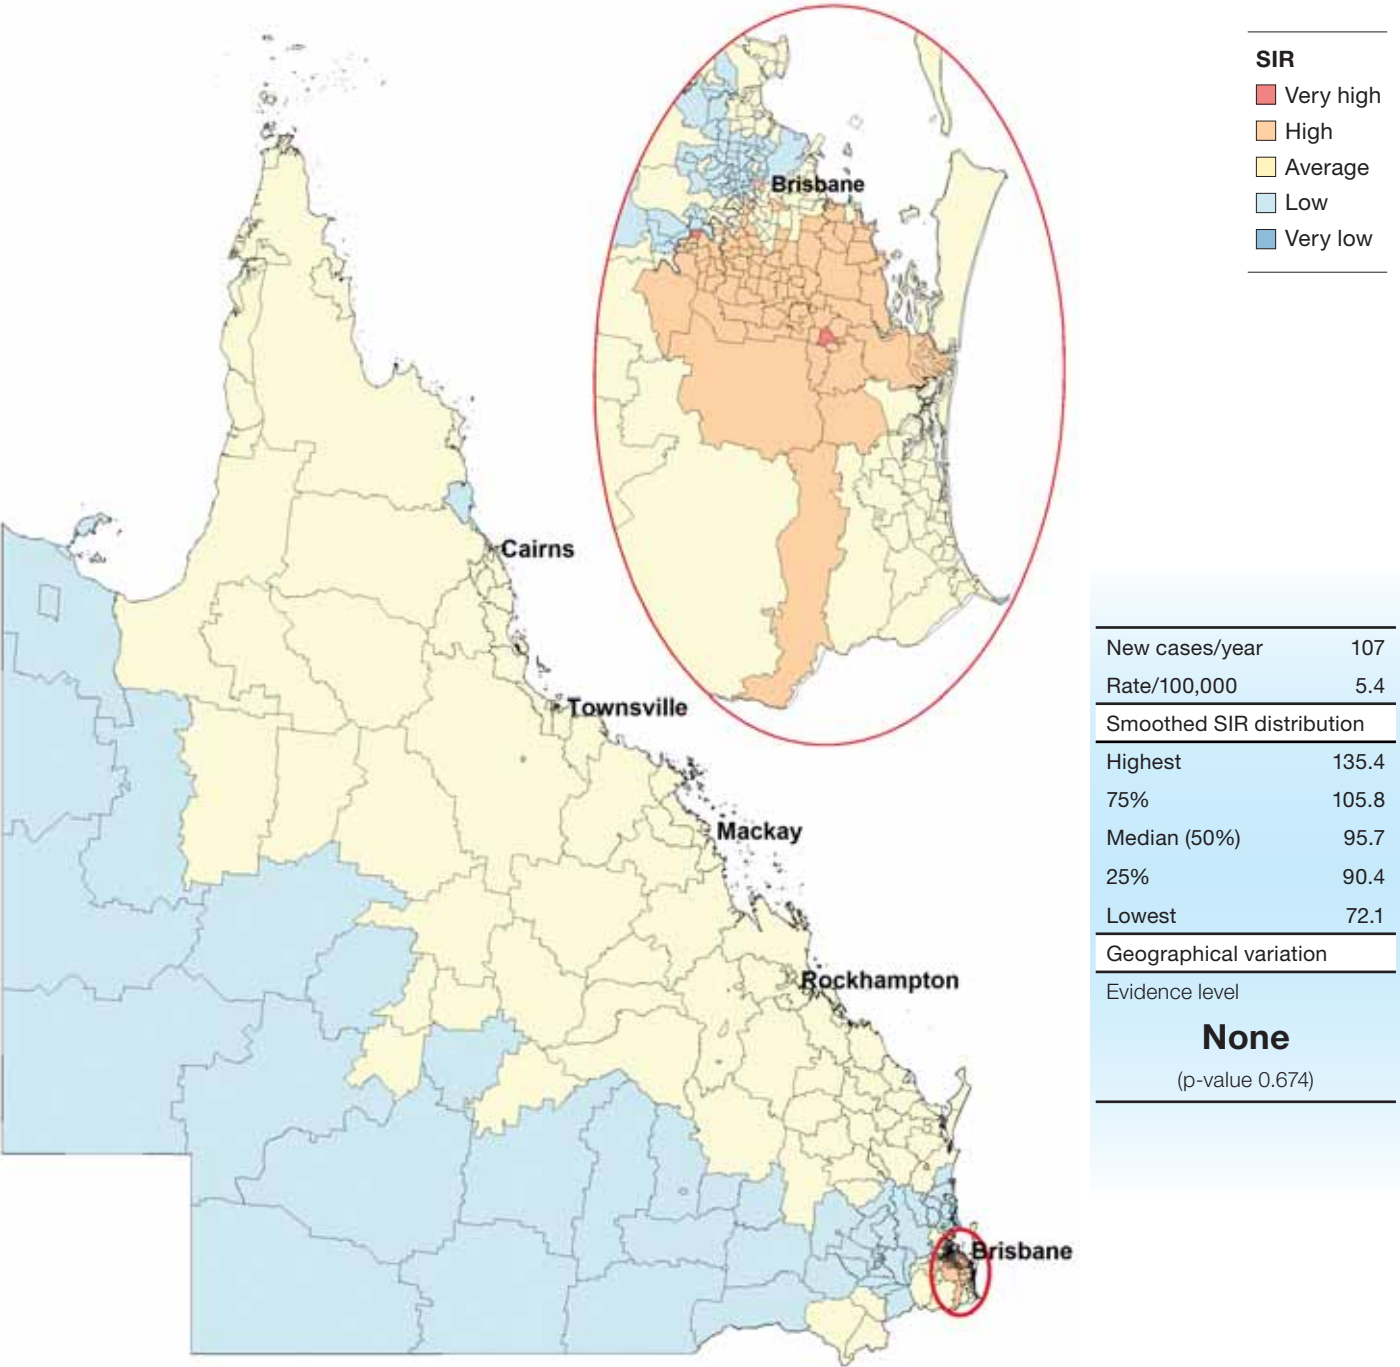 SIR
Very high
High
Average
Low
Very low
Brisbane
Cairns
Townsville
Mackay
Rockhampton
Brisbane
New cases/year 107
Rate/100,000 5.4
Smoothed SIR distribution
Highest 135.4
75% 105.8
Median (50%) 95.7
25% 90.4
Lowest 72.1
Geographical variation
Evidence level
None
(p-value 0.674)